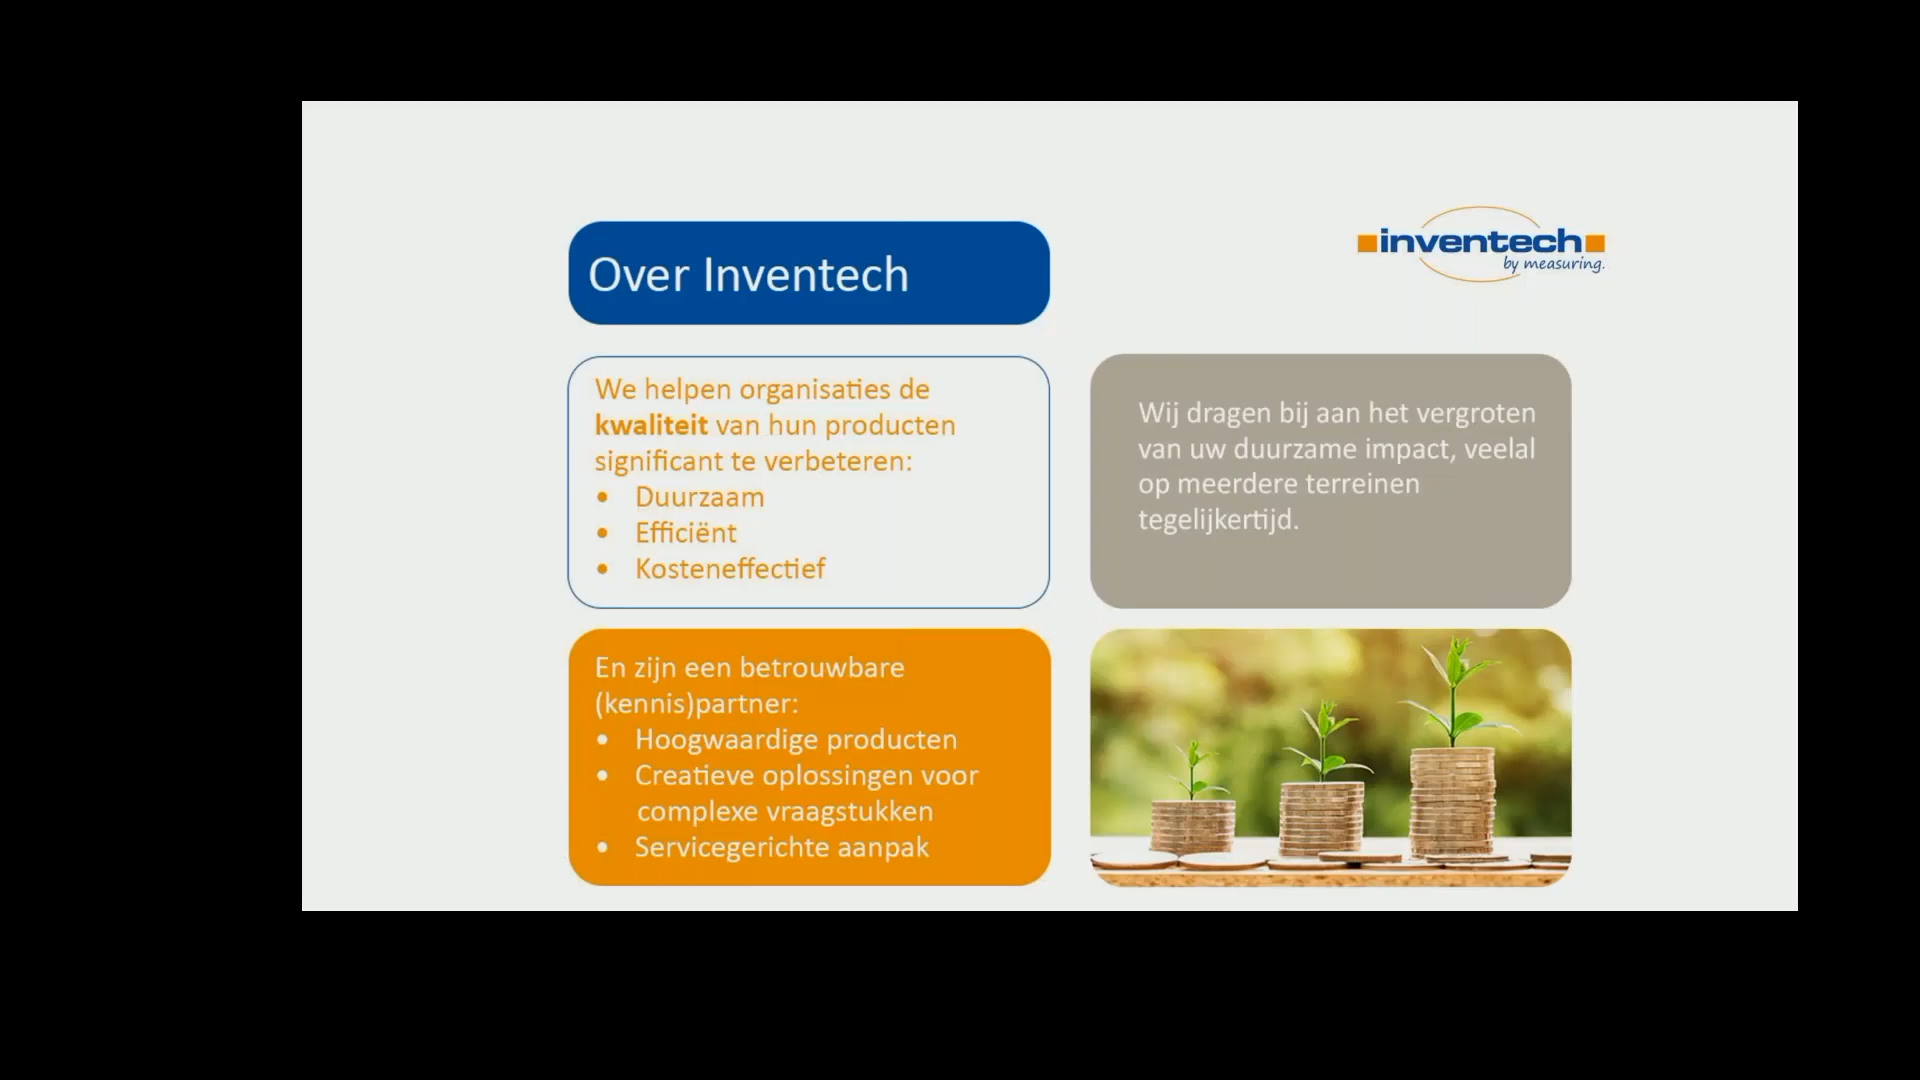 Over Inventech
inventech
by measuring.
We helpen organisaties de
kwaliteit van hun producten
significant te verbeteren:
• Duurzaam
• Efficiënt
• Kosteneffectief
Wij dragen bij aan het vergroten
van uw duurzame impact, veelal
op meerdere terreinen
tegelijkertijd.
En zijn een betrouwbare
(kennis)partner:
• Hoogwaardige producten
• Creatieve oplossingen voor
complexe vraagstukken
• Servicegerichte aanpak